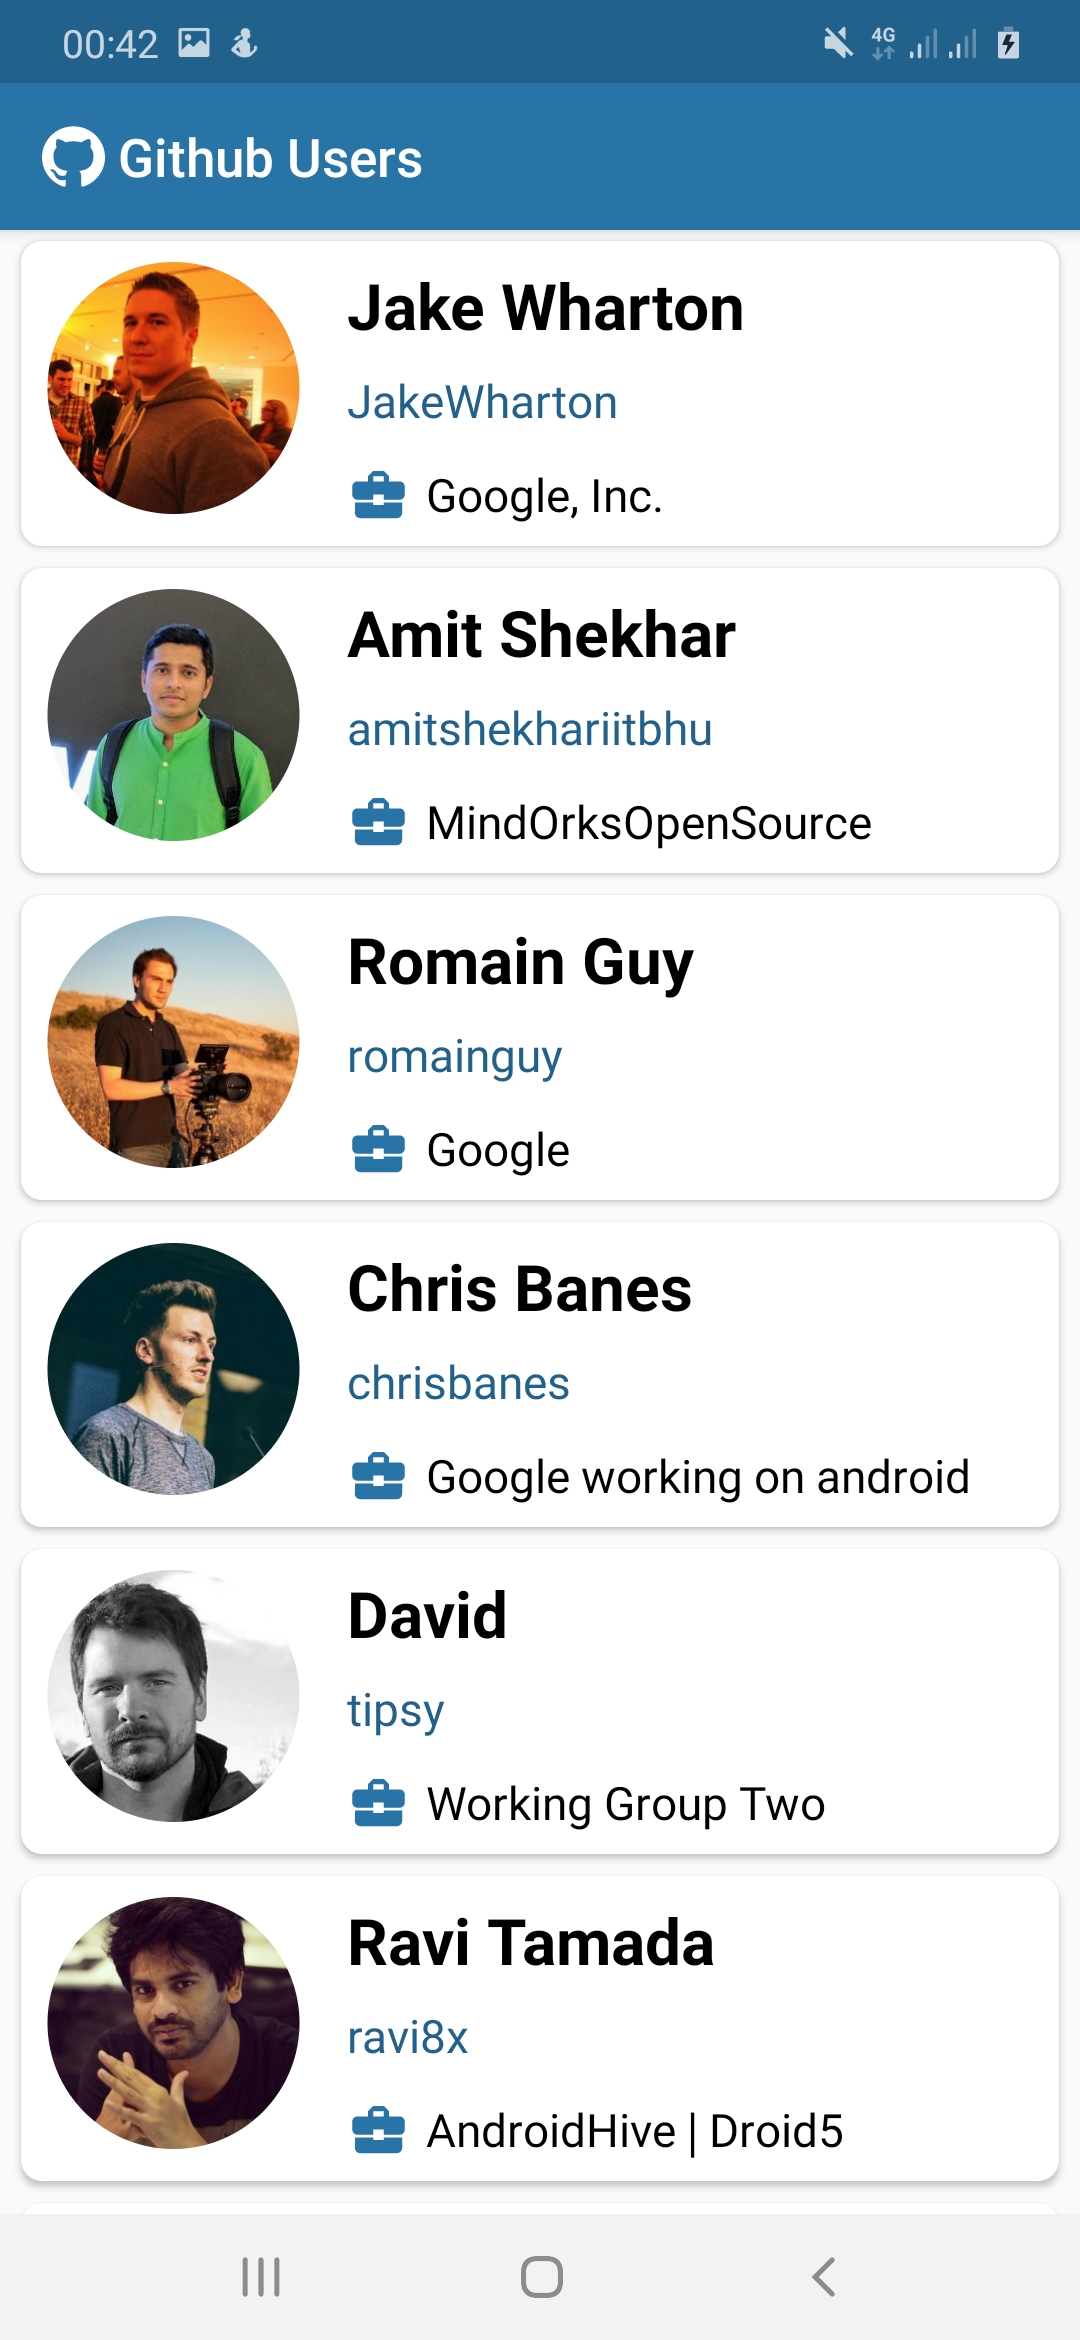 00:42
4G
Github Users
Jake Wharton
JakeWharton
Google, Inc.
Amit Shekhar
amitshekhariitbhu
MindOrksOpenSource
Romain Guy
romainguy
Google
Chris Banes
chrisbanes
Google working on android
David
tipsy
Working Group Two
Ravi Tamada
ravi8x
AndroidHive | Droid5